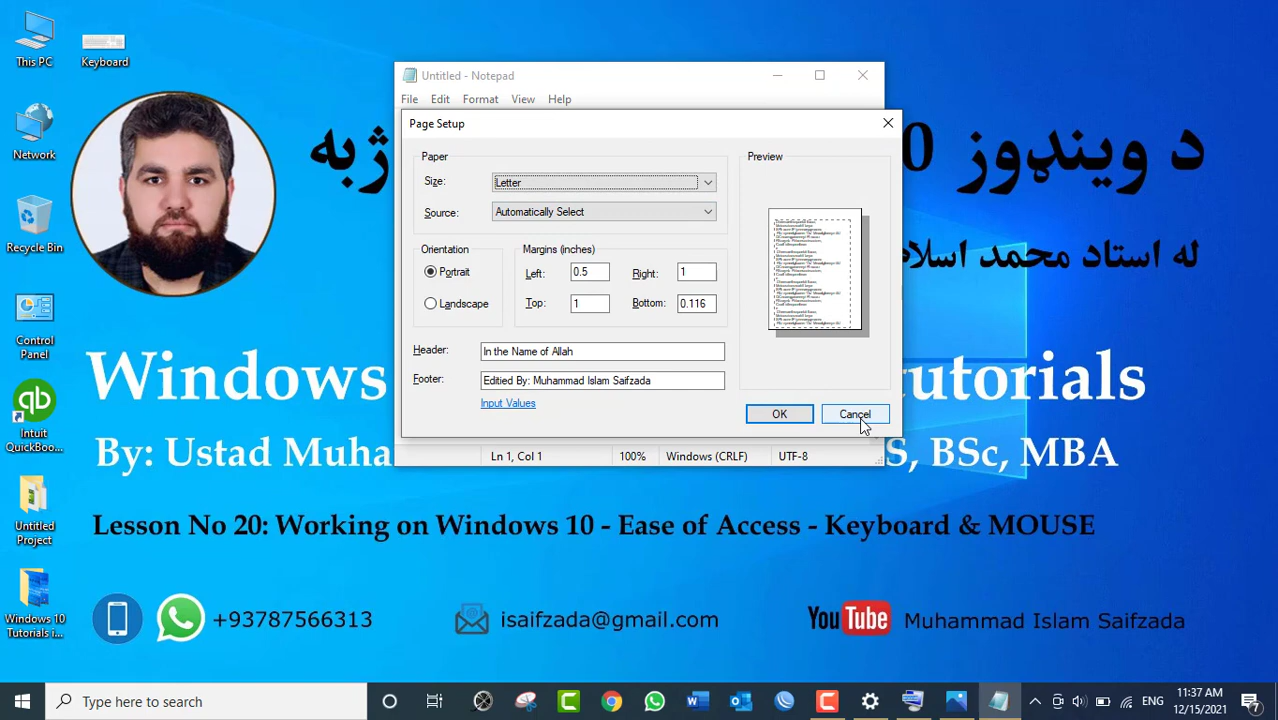 This PC
Keyboard
Network
Recycle Bin
Control
Panel
Intuit
QuickBoo...
Untitled
Project
Windows 10
Tutorials i...
Untitled - Notepad
File Edit Format View Help
Page Setup
Paper
Size: Letter
Source: Automatically Select
Orientation
Portrait
Landscape
Margins (inches)
Left: 0.5 Right: 1
Top: 1 Bottom: 0.116
Header: In the Name of Allah
Footer: Editied By: Muhammad Islam Saifzada
Input Values
Preview
OK Cancel
Ln 1, Col 1 100% Windows (CRLF) UTF-8
د وینډوز 0
ژبه
له استاد محمد اسلا
Windows
utorials
By: Ustad Muha
S, BSc, MBA
Lesson No 20: Working on Windows 10 - Ease of Access - Keyboard & MOUSE
+93787566313
isaifzada@gmail.com
YouTube Muhammad Islam Saifzada
Type here to search
ENG
11:37 AM
12/15/2021
7